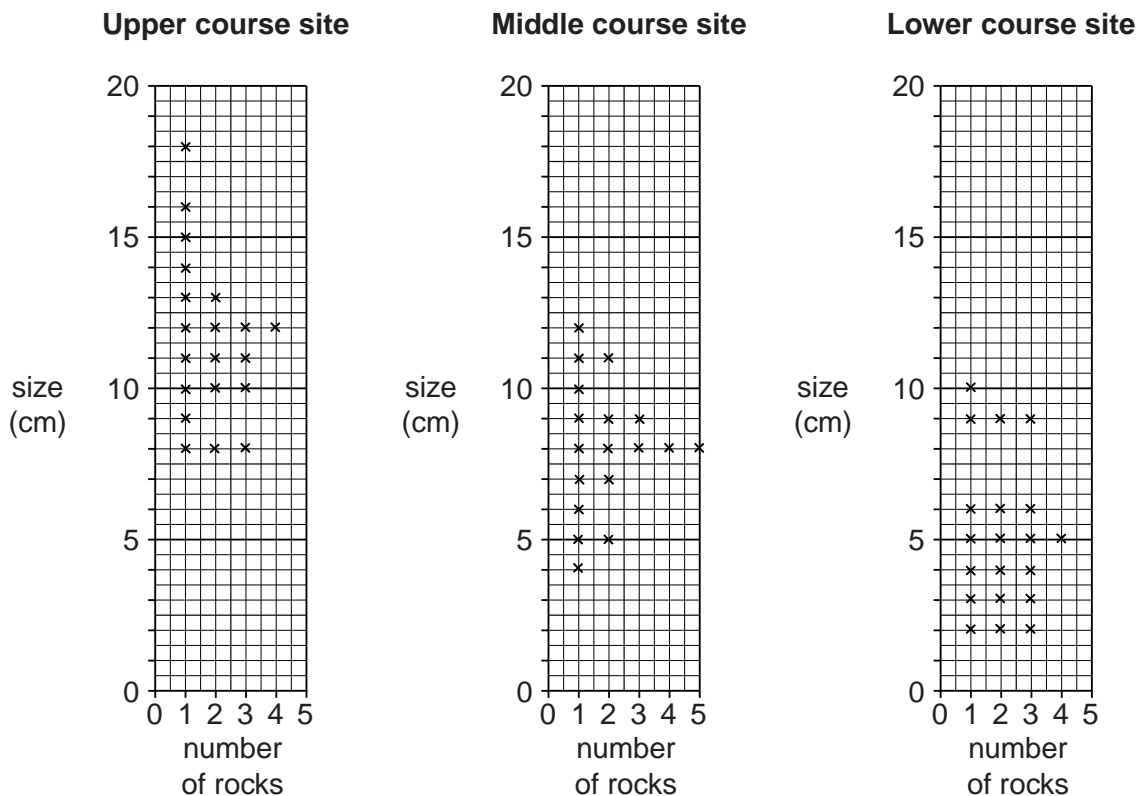 Upper course site
20
15
10
5
0
size
(cm)
0 1 2 3 4 5
number
of rocks
Middle course site
20
15
10
5
0
size
(cm)
0 1 2 3 4 5
number
of rocks
Lower course site
20
15
10
5
0
size
(cm)
0 1 2 3 4 5
number
of rocks